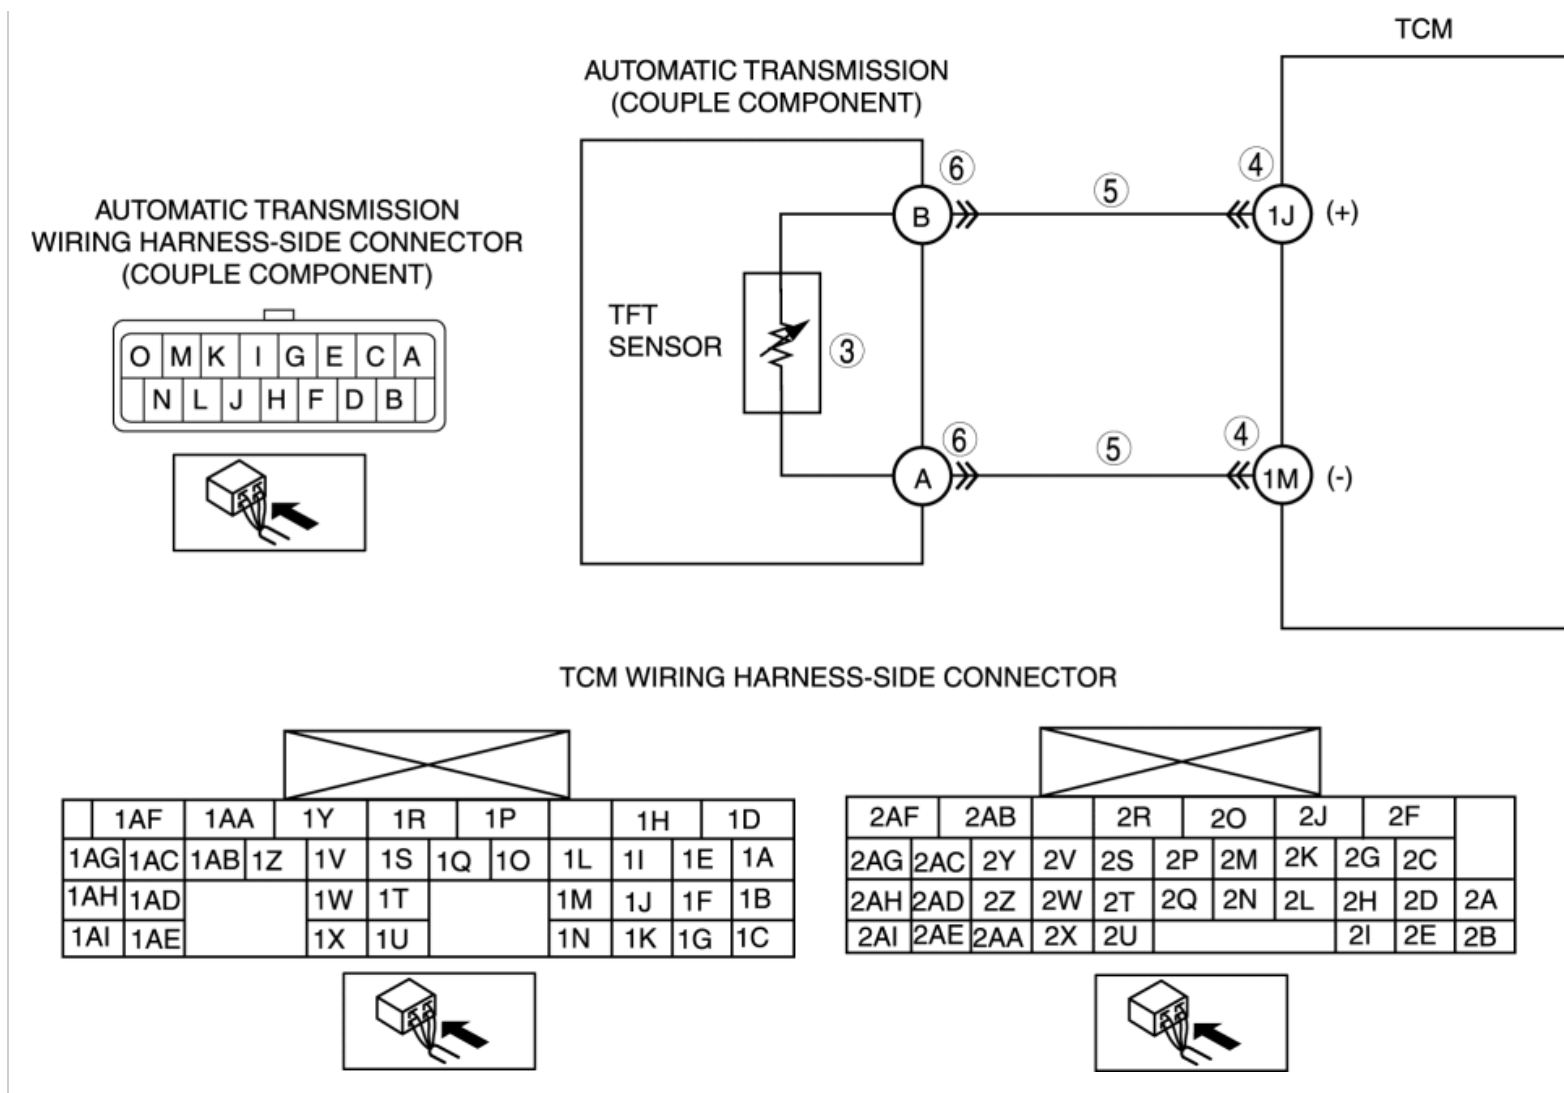 TCM
AUTOMATIC TRANSMISSION
(COUPLE COMPONENT)
6
4
5
B
1J
(+)
AUTOMATIC TRANSMISSION
WIRING HARNESS-SIDE CONNECTOR
(COUPLE COMPONENT)
TFT
SENSOR
3
O M K I G E C A
N L J H F D B
6
4
5
A
1M
(-)
TCM WIRING HARNESS-SIDE CONNECTOR
1AF 1AA 1Y 1R 1P 1H 1D
1AG 1AC 1AB 1Z 1V 1S 1Q 1O 1L 1I 1E 1A
1AH 1AD 1W 1T 1M 1J 1F 1B
1AI 1AE 1X 1U 1N 1K 1G 1C
2AF 2AB 2R 2O 2J 2F
2AG 2AC 2Y 2V 2S 2P 2M 2K 2G 2C
2AH 2AD 2Z 2W 2T 2Q 2N 2L 2H 2D 2A
2AI 2AE 2AA 2X 2U 2I 2E 2B